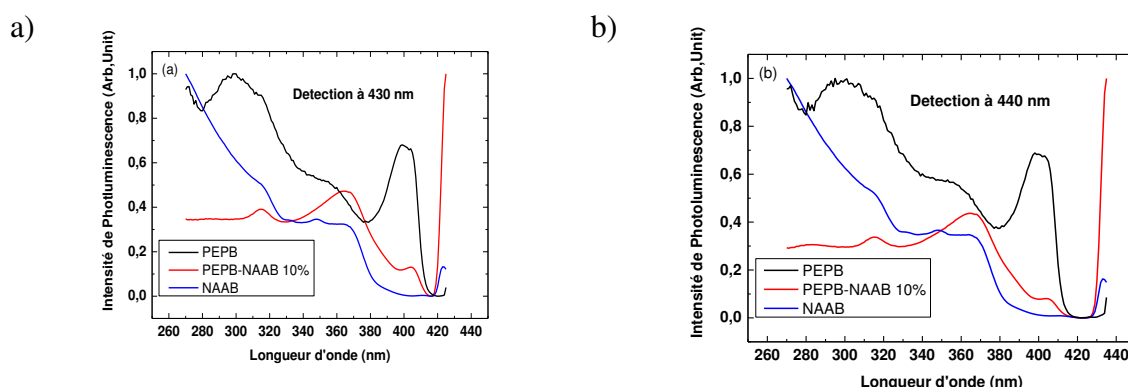 a)
Intensité de Photluminescence (Arb,Unit)
1,0
0,8
0,6
0,4
0,2
0,0
(a)
Detection à 430 nm
PEPB
PEPB-NAAB 10%
NAAB
260 280 300 320 340 360 380 400 420 440
Longueur d'onde (nm)
b)
Intensité de Photoluminescence (Arb,Unit)
1,0
0,8
0,6
0,4
0,2
0,0
(b)
Detection à 440 nm
PEPB
PEPB-NAAB 10%
NAAB
260 280 300 320 340 360 380 400 420 440
Longueur d'onde (nm)